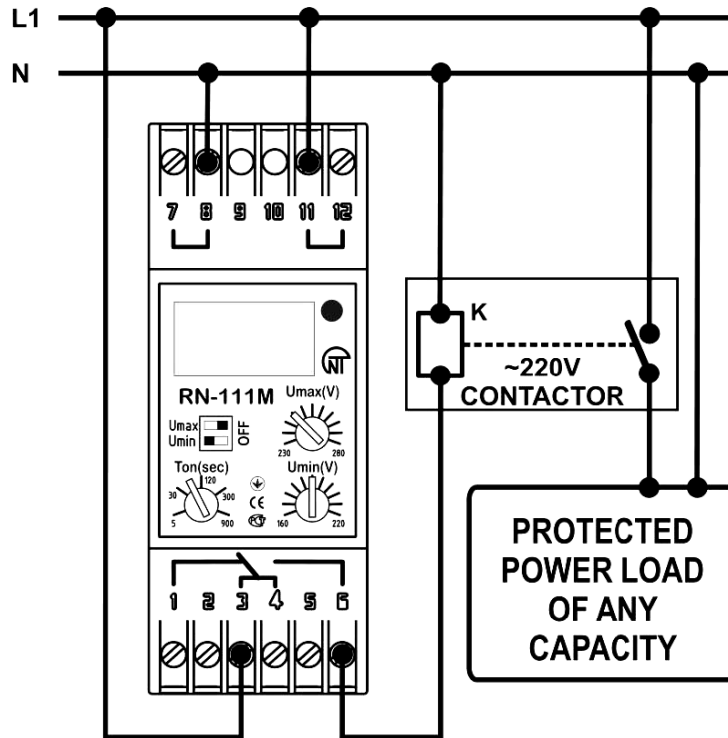 L1
N
7 8 9 10 11 12
K
~220V
CONTACTOR
NT
RN-111M
Umax(V)
Umax
Umin
OFF
230 280
Ton(sec)
120
30 300
5 900
CE
Umin(V)
160 220
1 2 3 4 5 6
PROTECTED
POWER LOAD
OF ANY
CAPACITY